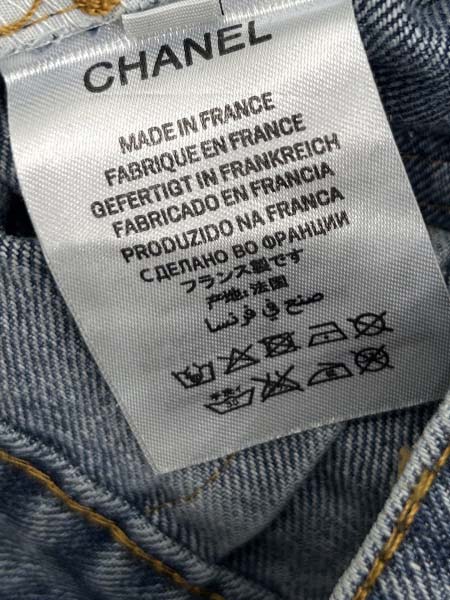 CHANEL
MADE IN FRANCE
FABRIQUE EN FRANCE
GEFERTIGT IN FRANKREICH
FABRICADO EN FRANCIA
PRODUZIDO NA FRANCA
СДЕЛАНО ВО ФРАНЦИИ
フランス製です
产地:法国
صنع في فرنسا